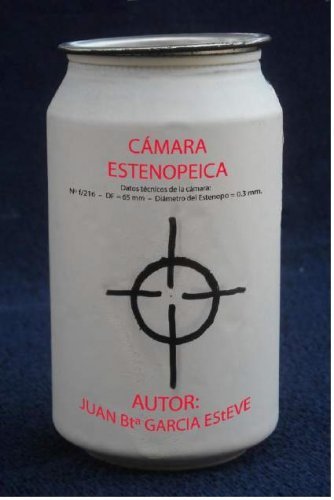 CÁMARA
ESTENOPEICA
Datos técnicos de la cámara:
Nº f/216 – DF = 65 mm – Diámetro del Estenopo = 0.3 mm.
AUTOR:
JUAN Btª GARCIA EStEVE